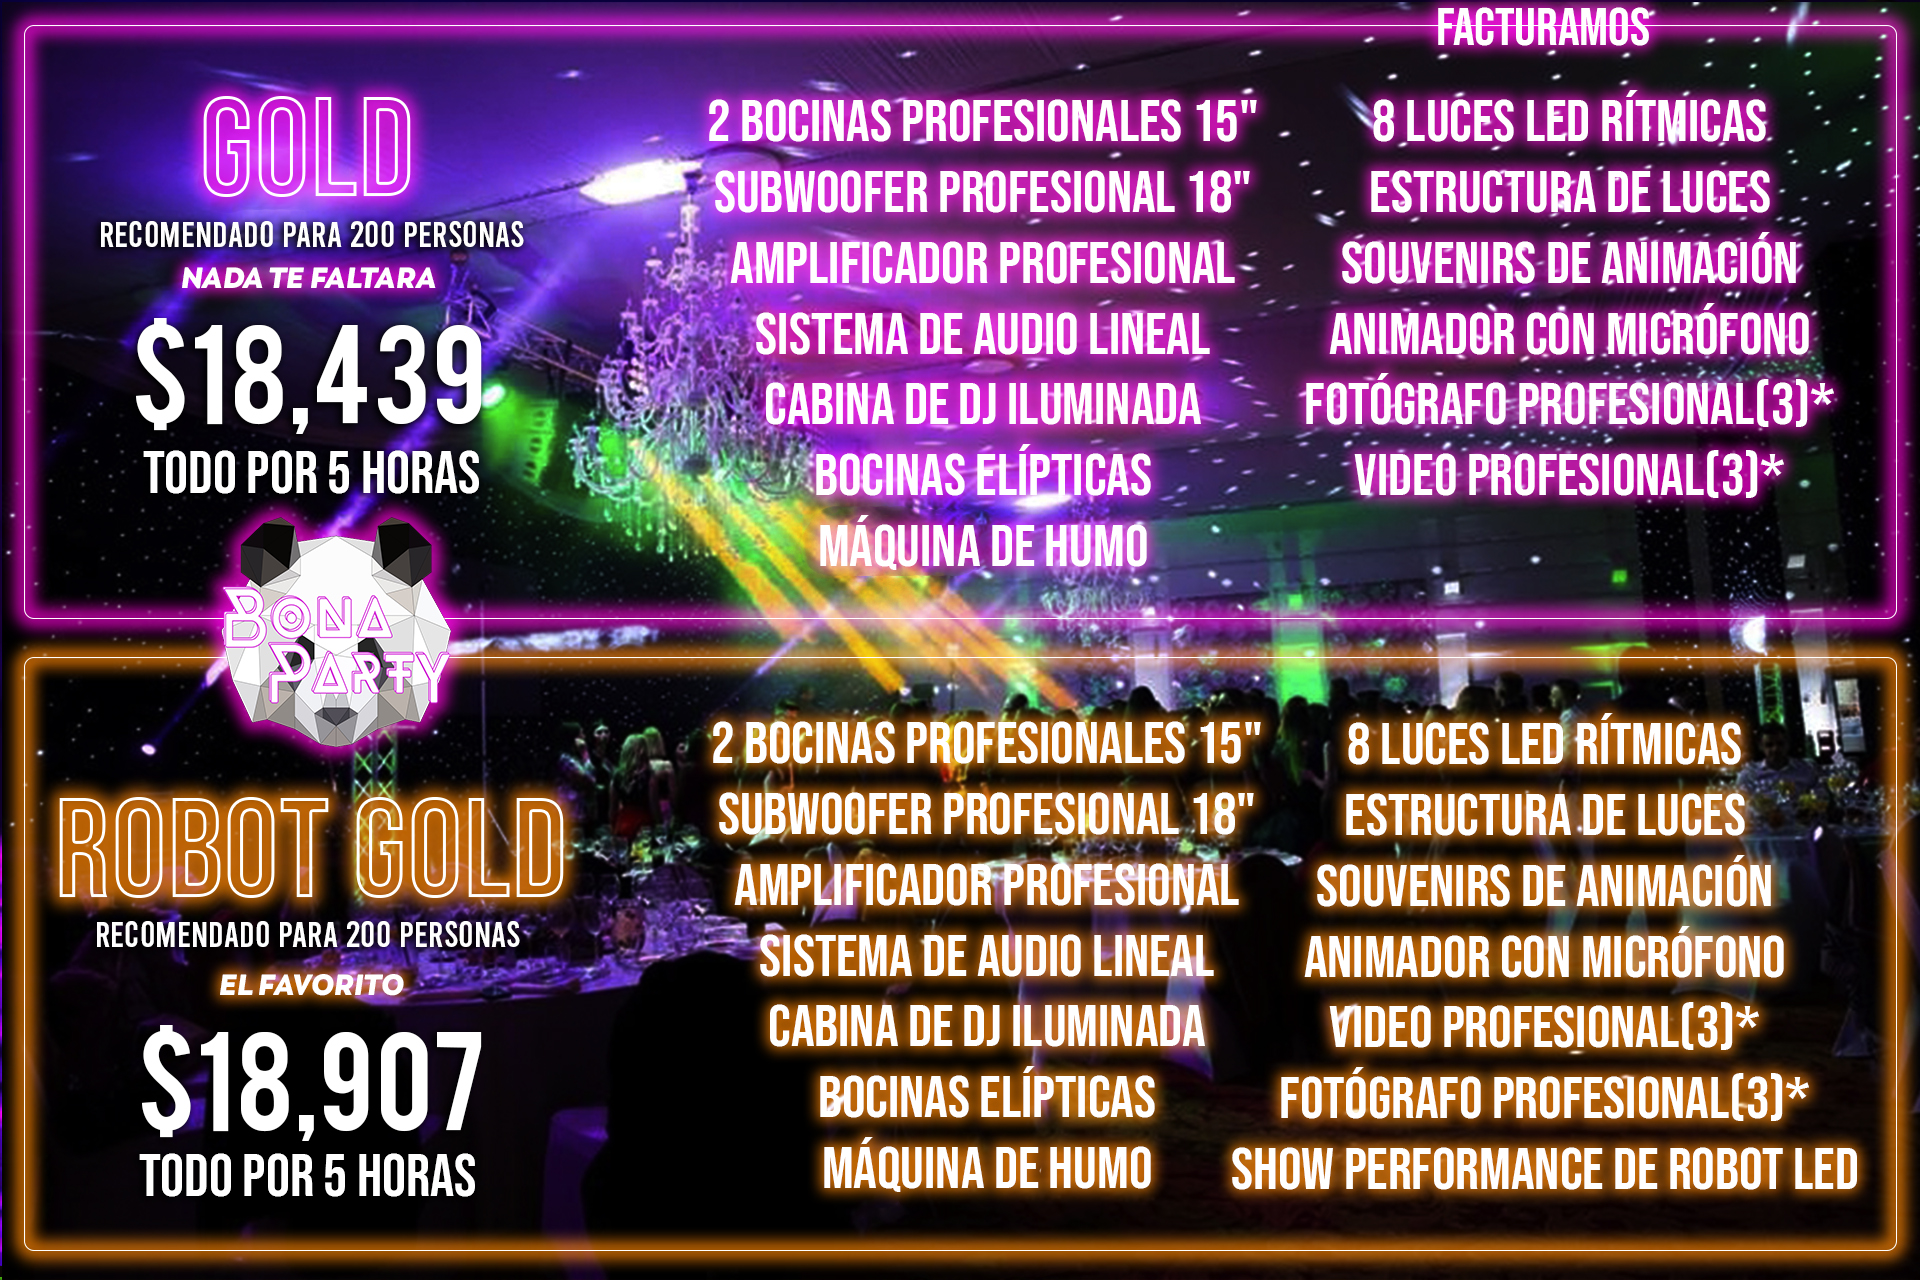 FACTURAMOS
GOLD
RECOMENDADO PARA 200 PERSONAS
NADA TE FALTARA
$18,439
TODO POR 5 HORAS
2 BOCINAS PROFESIONALES 15"
SUBWOOFER PROFESIONAL 18"
AMPLIFICADOR PROFESIONAL
SISTEMA DE AUDIO LINEAL
CABINA DE DJ ILUMINADA
BOCINAS ELÍPTICAS
MÁQUINA DE HUMO
8 LUCES LED RÍTMICAS
ESTRUCTURA DE LUCES
SOUVENIRS DE ANIMACIÓN
ANIMADOR CON MICRÓFONO
FOTÓGRAFO PROFESIONAL(3)*
VIDEO PROFESIONAL(3)*
BONA
PARTY
ROBOT GOLD
RECOMENDADO PARA 200 PERSONAS
EL FAVORITO
$18,907
TODO POR 5 HORAS
2 BOCINAS PROFESIONALES 15"
SUBWOOFER PROFESIONAL 18"
AMPLIFICADOR PROFESIONAL
SISTEMA DE AUDIO LINEAL
CABINA DE DJ ILUMINADA
BOCINAS ELÍPTICAS
MÁQUINA DE HUMO
8 LUCES LED RÍTMICAS
ESTRUCTURA DE LUCES
SOUVENIRS DE ANIMACIÓN
ANIMADOR CON MICRÓFONO
VIDEO PROFESIONAL(3)*
FOTÓGRAFO PROFESIONAL(3)*
SHOW PERFORMANCE DE ROBOT LED